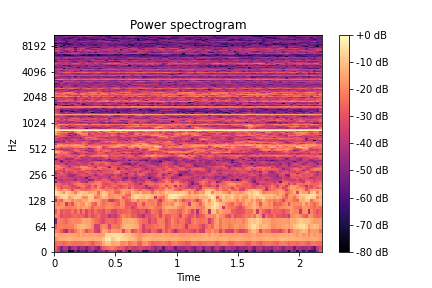 Power spectrogram
Hz
8192
4096
2048
1024
512
256
128
64
0
0
0.5
1
1.5
2
Time
+0 dB
-10 dB
-20 dB
-30 dB
-40 dB
-50 dB
-60 dB
-70 dB
-80 dB